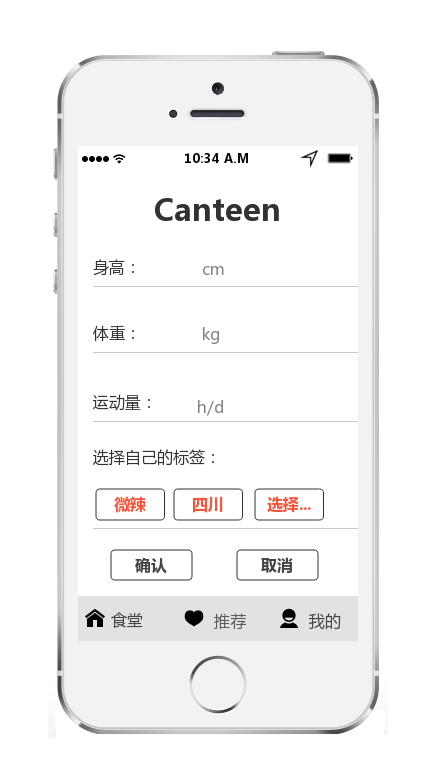 10:34 A.M
Canteen
身高： cm
体重： kg
运动量： h/d
选择自己的标签：
微辣 四川 选择...
确认 取消
食堂 推荐 我的